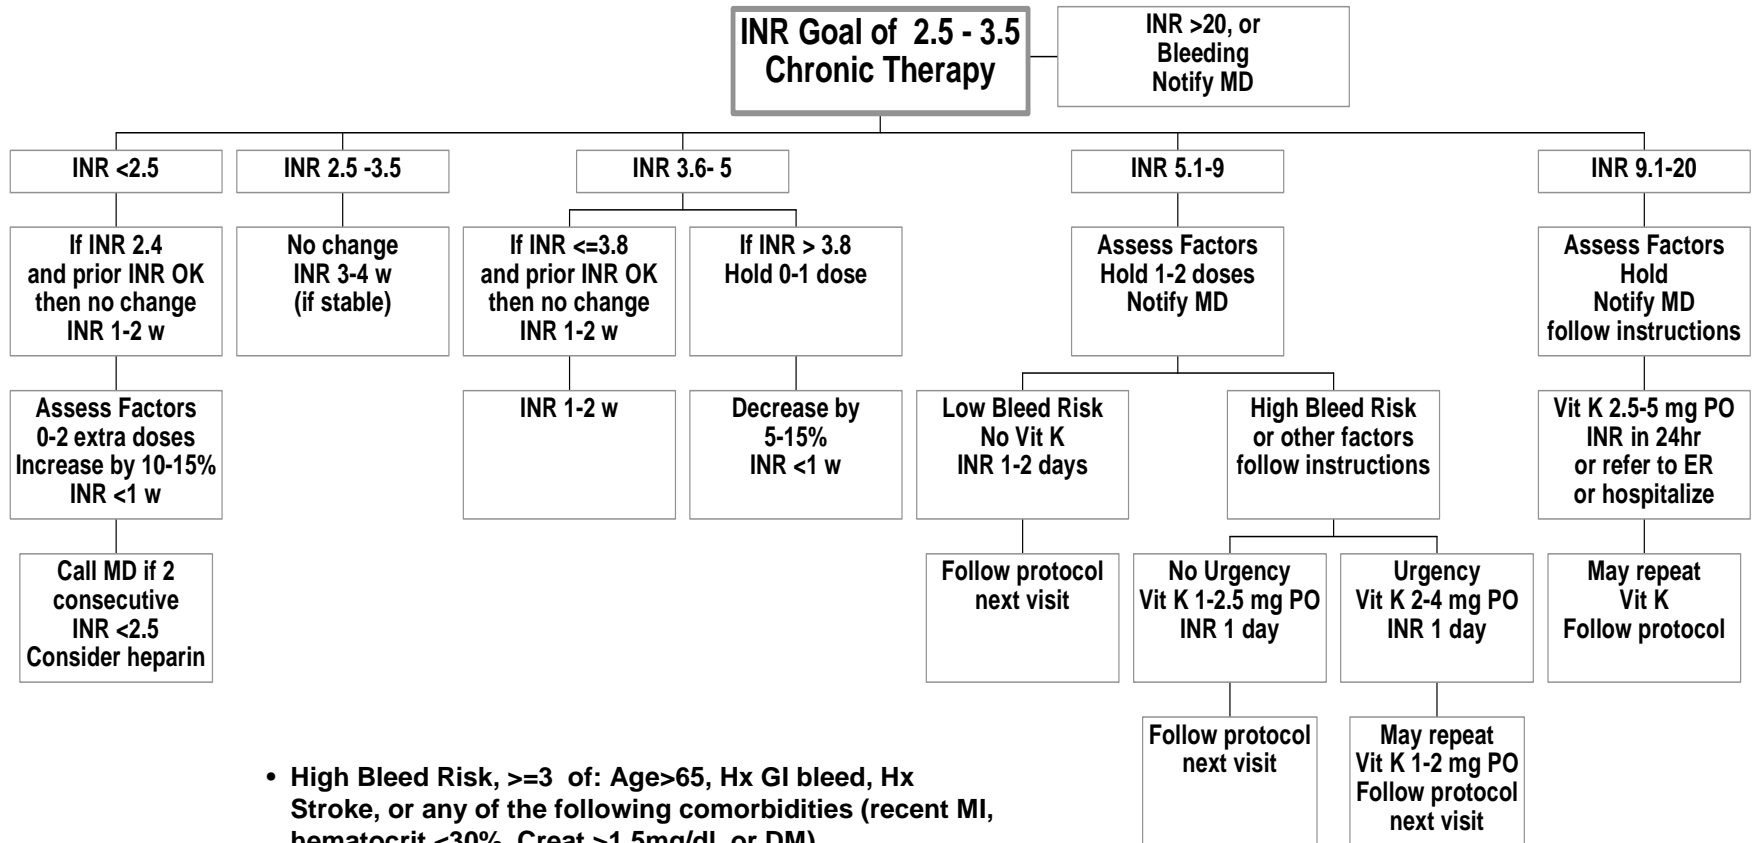 INR Goal of 2.5 - 3.5
Chronic Therapy
INR >20, or
Bleeding
Notify MD
INR <2.5
INR 2.5 -3.5
INR 3.6- 5
INR 5.1-9
INR 9.1-20
If INR 2.4
and prior INR OK
then no change
INR 1-2 w
No change
INR 3-4 w
(if stable)
If INR <=3.8
and prior INR OK
then no change
INR 1-2 w
If INR > 3.8
Hold 0-1 dose
Assess Factors
Hold 1-2 doses
Notify MD
Assess Factors
Hold
Notify MD
follow instructions
Assess Factors
0-2 extra doses
Increase by 10-15%
INR <1 w
INR 1-2 w
Decrease by
5-15%
INR <1 w
Low Bleed Risk
No Vit K
INR 1-2 days
High Bleed Risk
or other factors
follow instructions
Vit K 2.5-5 mg PO
INR in 24hr
or refer to ER
or hospitalize
Call MD if 2
consecutive
INR <2.5
Consider heparin
Follow protocol
next visit
No Urgency
Vit K 1-2.5 mg PO
INR 1 day
Urgency
Vit K 2-4 mg PO
INR 1 day
May repeat
Vit K
Follow protocol
Follow protocol
next visit
May repeat
Vit K 1-2 mg PO
Follow protocol
next visit
• High Bleed Risk, >=3 of: Age>65, Hx GI bleed, Hx
Stroke, or any of the following comorbidities (recent MI,
hematocrit <30%, Creat >1.5mg/dl, or DM)